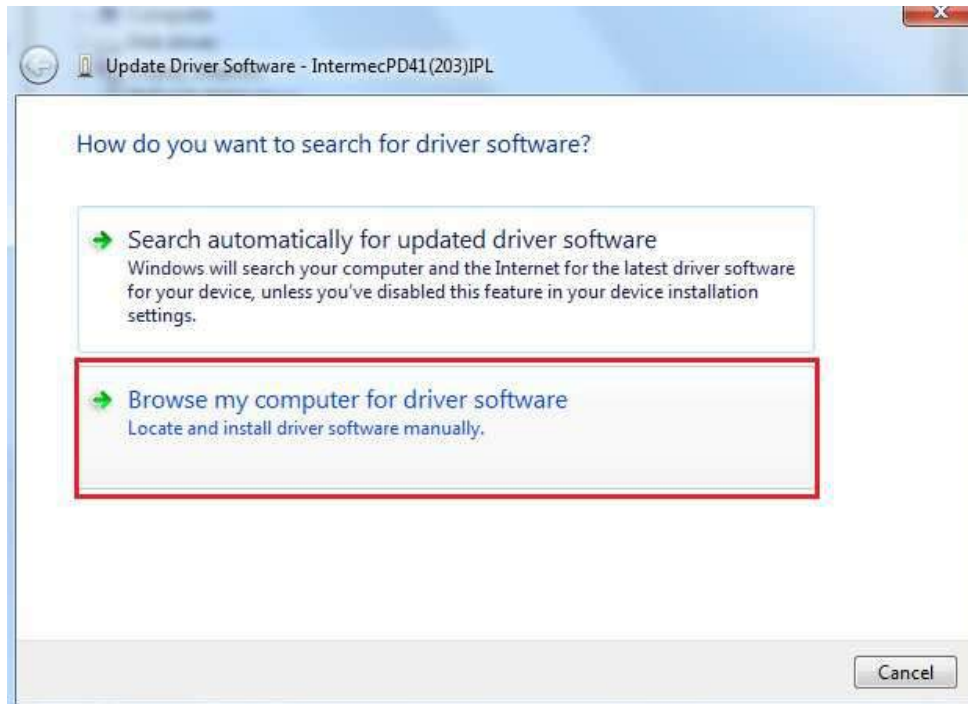 Update Driver Software - IntermecPD41(203)IPL
How do you want to search for driver software?
Search automatically for updated driver software
Windows will search your computer and the Internet for the latest driver software
for your device, unless you've disabled this feature in your device installation
settings.
Browse my computer for driver software
Locate and install driver software manually.
Cancel